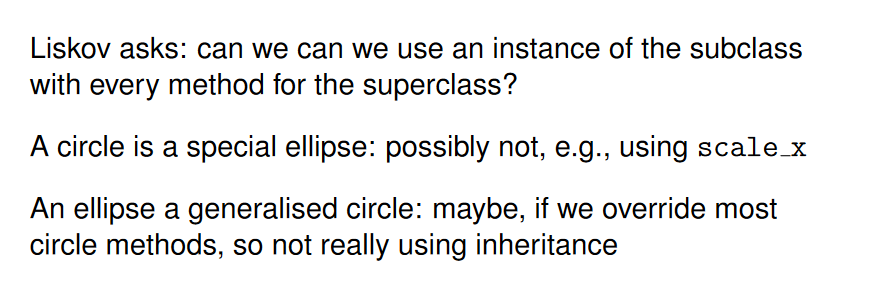 Liskov asks: can we can we use an instance of the subclass
with every method for the superclass?
A circle is a special ellipse: possibly not, e.g., using scale_x
An ellipse a generalised circle: maybe, if we override most
circle methods, so not really using inheritance